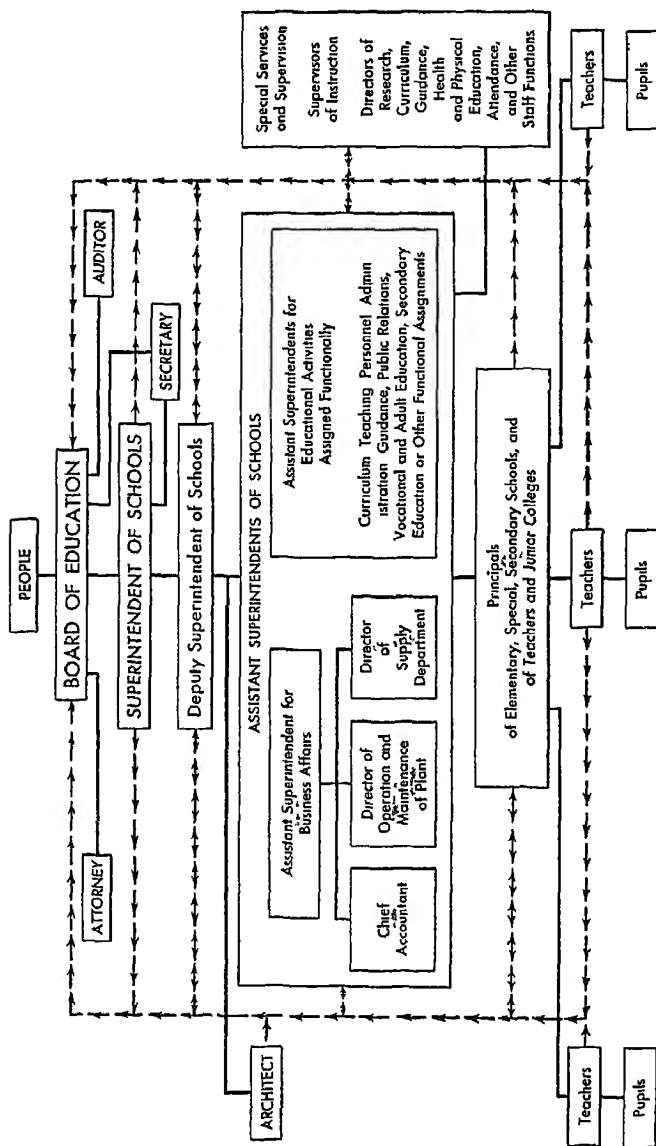 PEOPLE
BOARD OF EDUCATION
ATTORNEY
AUDITOR
SECRETARY
SUPERINTENDENT OF SCHOOLS
Deputy Superintendent of Schools
ARCHITECT
ASSISTANT SUPERINTENDENTS OF SCHOOLS
Assistant Superintendent for
Business Affairs
Chief
Accountant
Director of
Operation and
Maintenance
of Plant
Director
of
Supply
Department
Assistant Superintendents for
Educational Activities
Assigned Functionally
Curriculum Teaching Personnel Admin
istration Guidance, Public Relations,
Vocational and Adult Education, Secondary
Education or Other Functional Assignments
Special Services
and Supervision
Supervisors
of Instruction
Directors of
Research,
Curriculum,
Guidance,
Health
and Physical
Education,
Attendance,
and Other
Staff Functions
Principals
of Elementary, Special, Secondary Schools, and
of Teachers and Junior Colleges
Teachers
Pupils
Teachers
Pupils
Teachers
Pupils